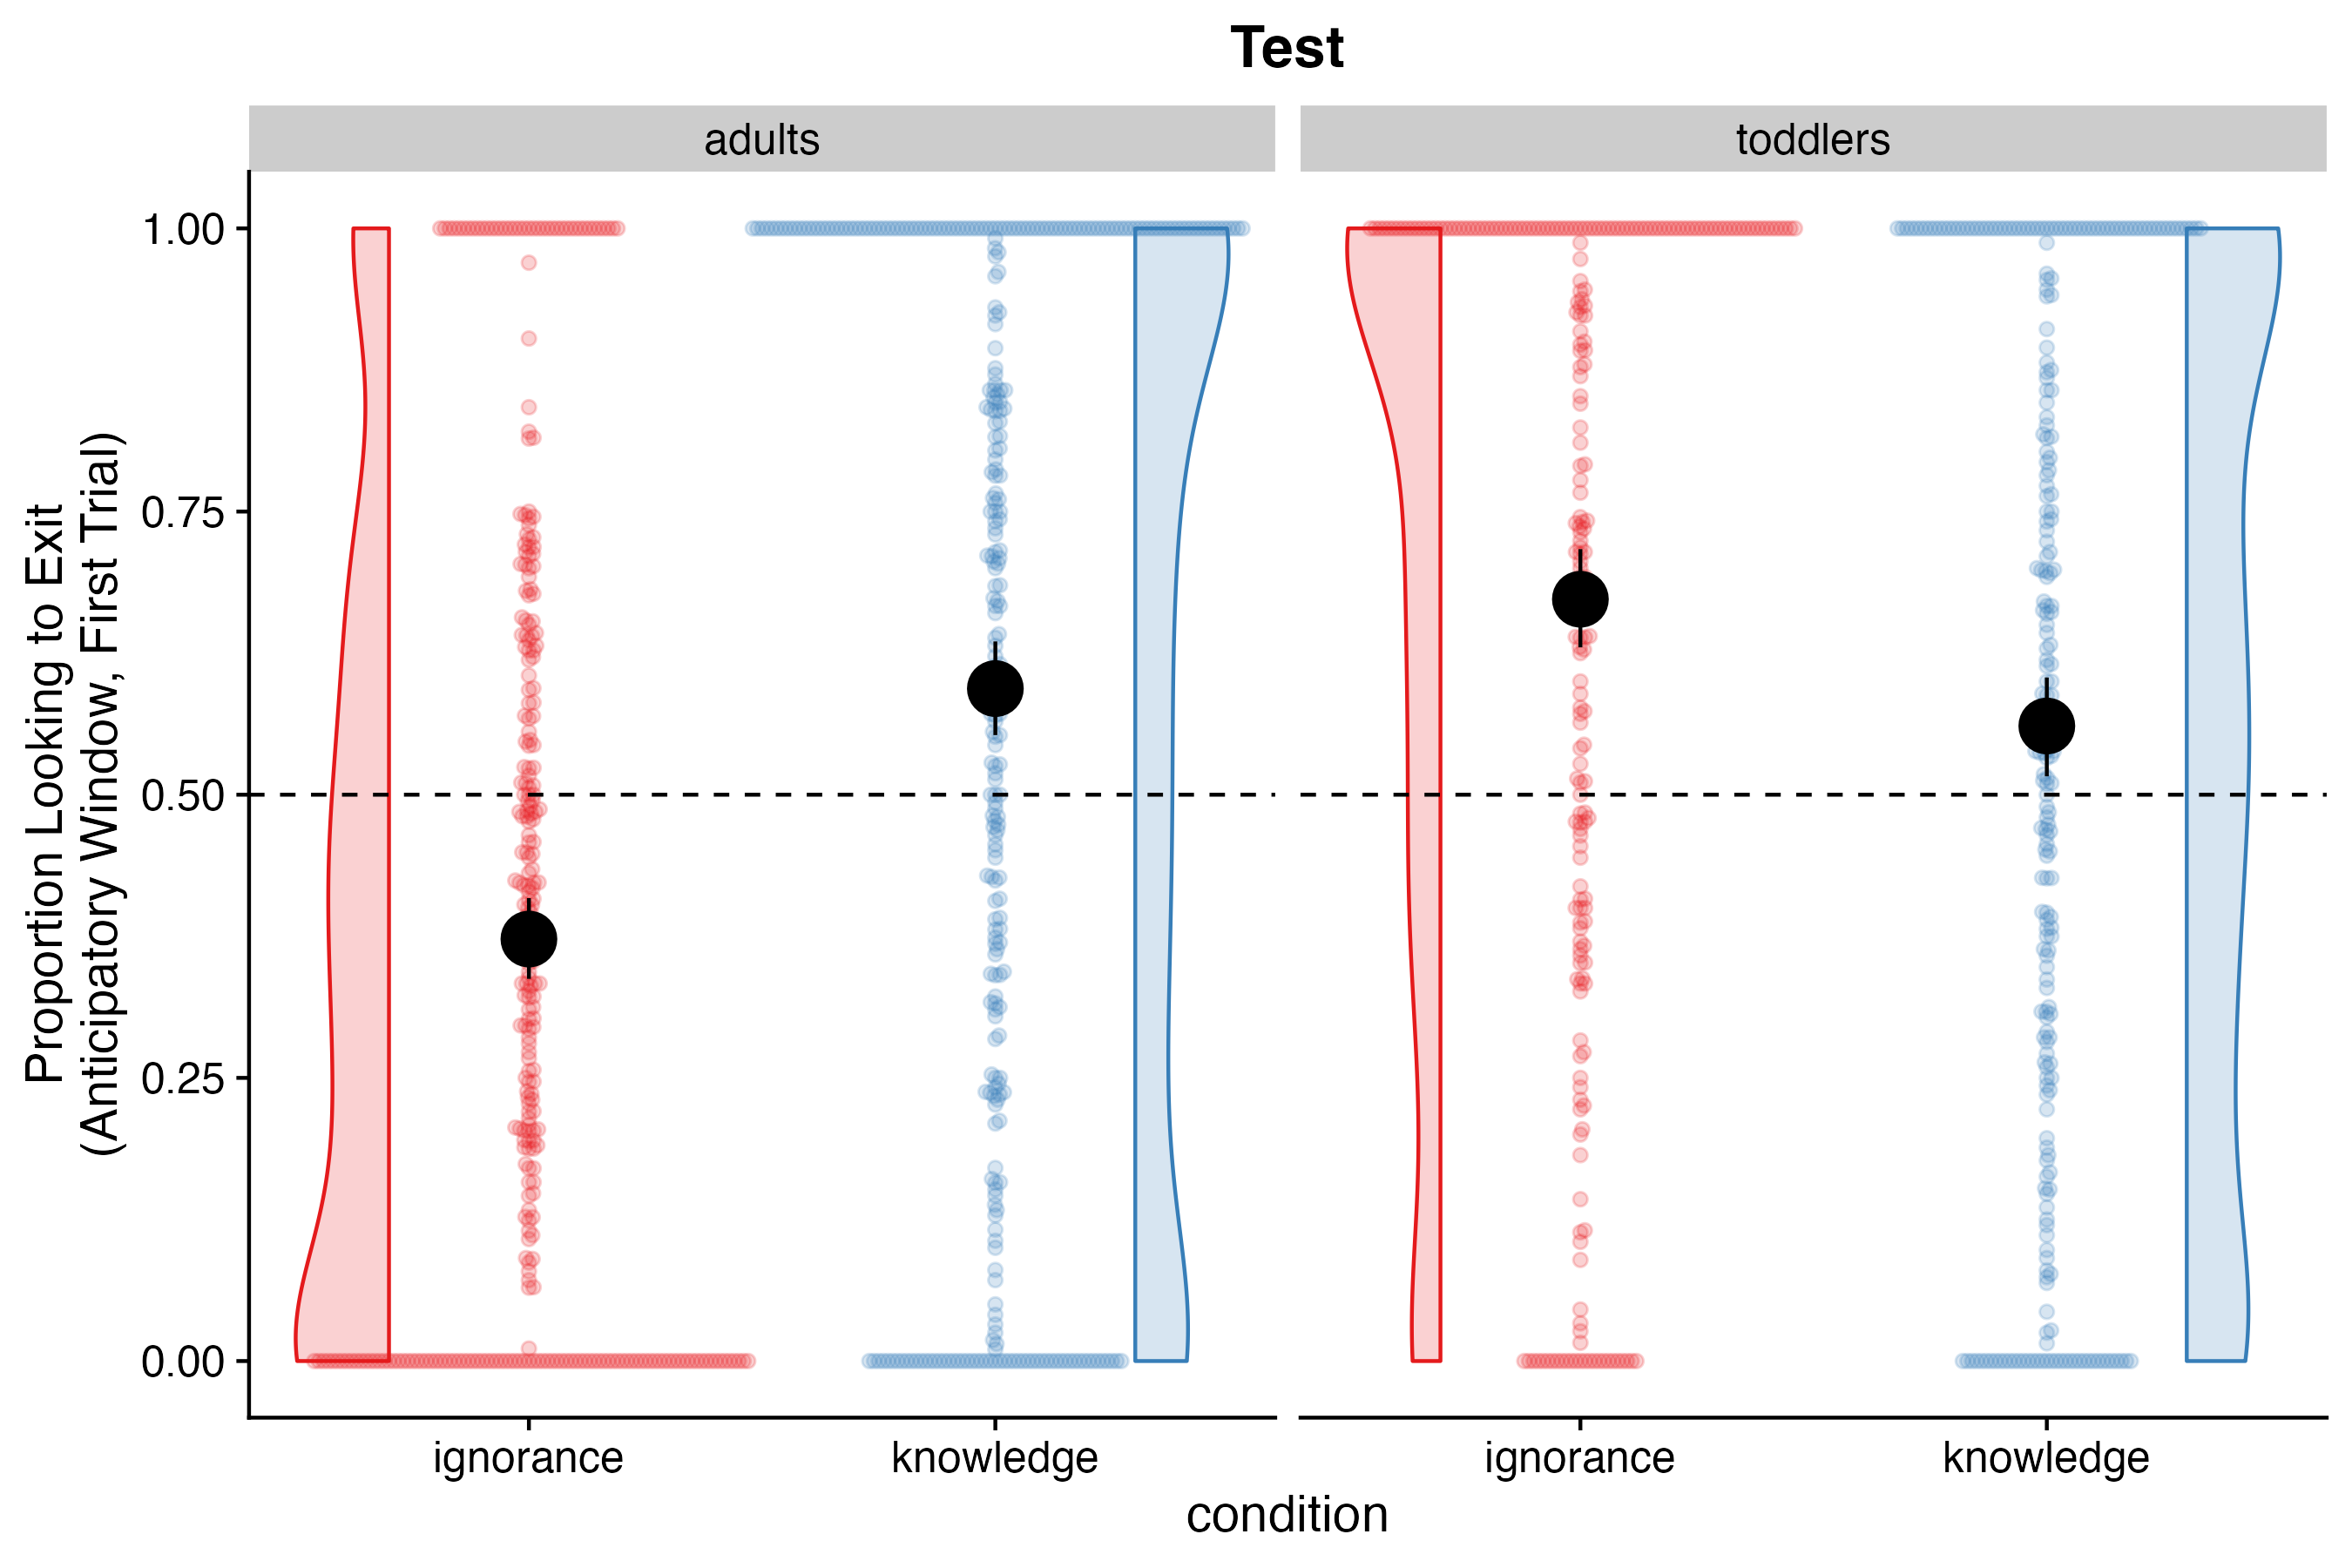 Test
adults
toddlers
Proportion Looking to Exit
(Anticipatory Window, First Trial)
1.00
0.75
0.50
0.25
0.00
ignorance
knowledge
ignorance
knowledge
condition